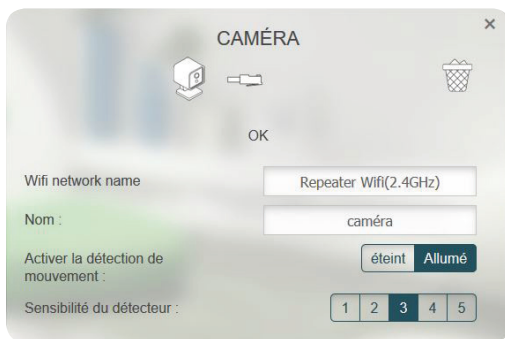 CAMÉRA
×
OK
Wifi network name
Repeater Wifi(2.4GHz)
Nom :
caméra
Activer la détection de
mouvement :
éteint Allumé
Sensibilité du détecteur :
1 2 3 4 5